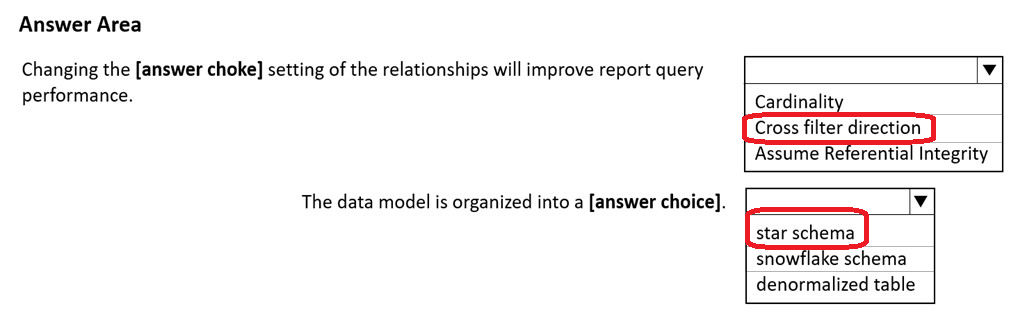 Answer Area
Changing the [answer choke] setting of the relationships will improve report query
performance.
Cardinality
Cross filter direction
Assume Referential Integrity
The data model is organized into a [answer choice].
star schema
snowflake schema
denormalized table